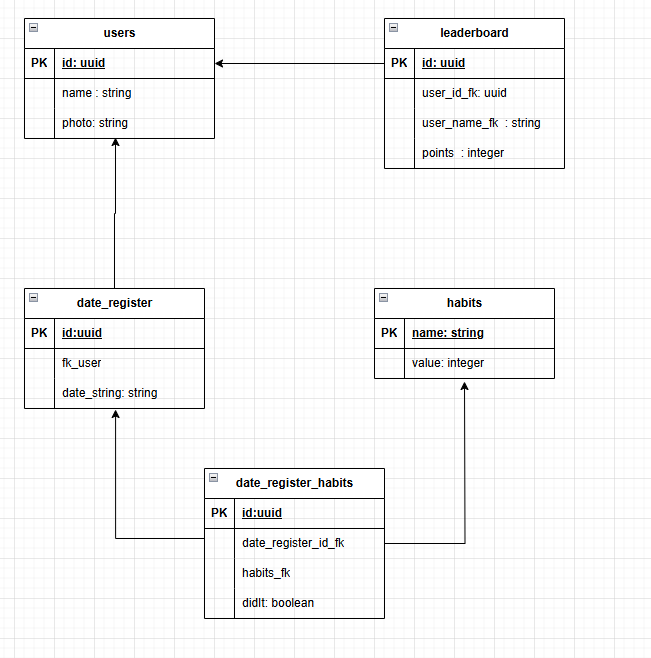 users
PK id: uuid
name : string
photo: string
leaderboard
PK id: uuid
user_id_fk: uuid
user_name_fk : string
points : integer
date_register
PK id:uuid
fk_user
date_string: string
habits
PK name: string
value: integer
date_register_habits
PK id:uuid
date_register_id_fk
habits_fk
didIt: boolean